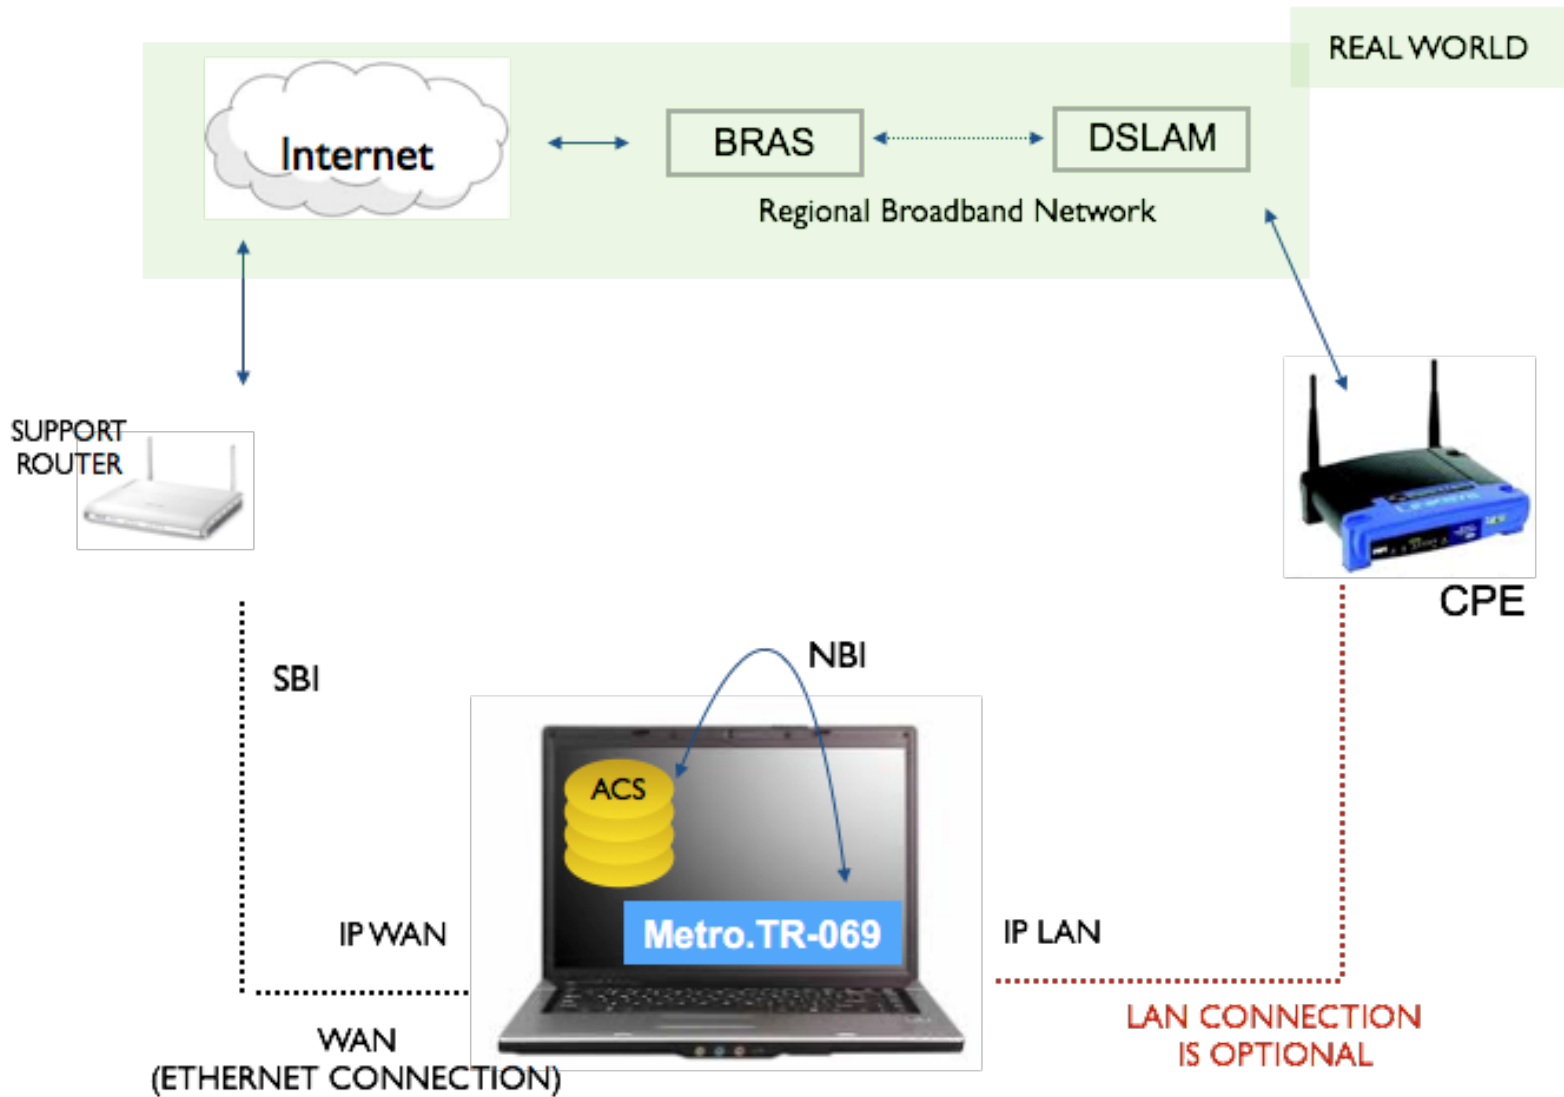 REAL WORLD
Internet
BRAS
DSLAM
Regional Broadband Network
SUPPORT
ROUTER
CPE
SBI
NBI
ACS
Metro.TR-069
IP WAN
IP LAN
WAN
(ETHERNET CONNECTION)
LAN CONNECTION
IS OPTIONAL